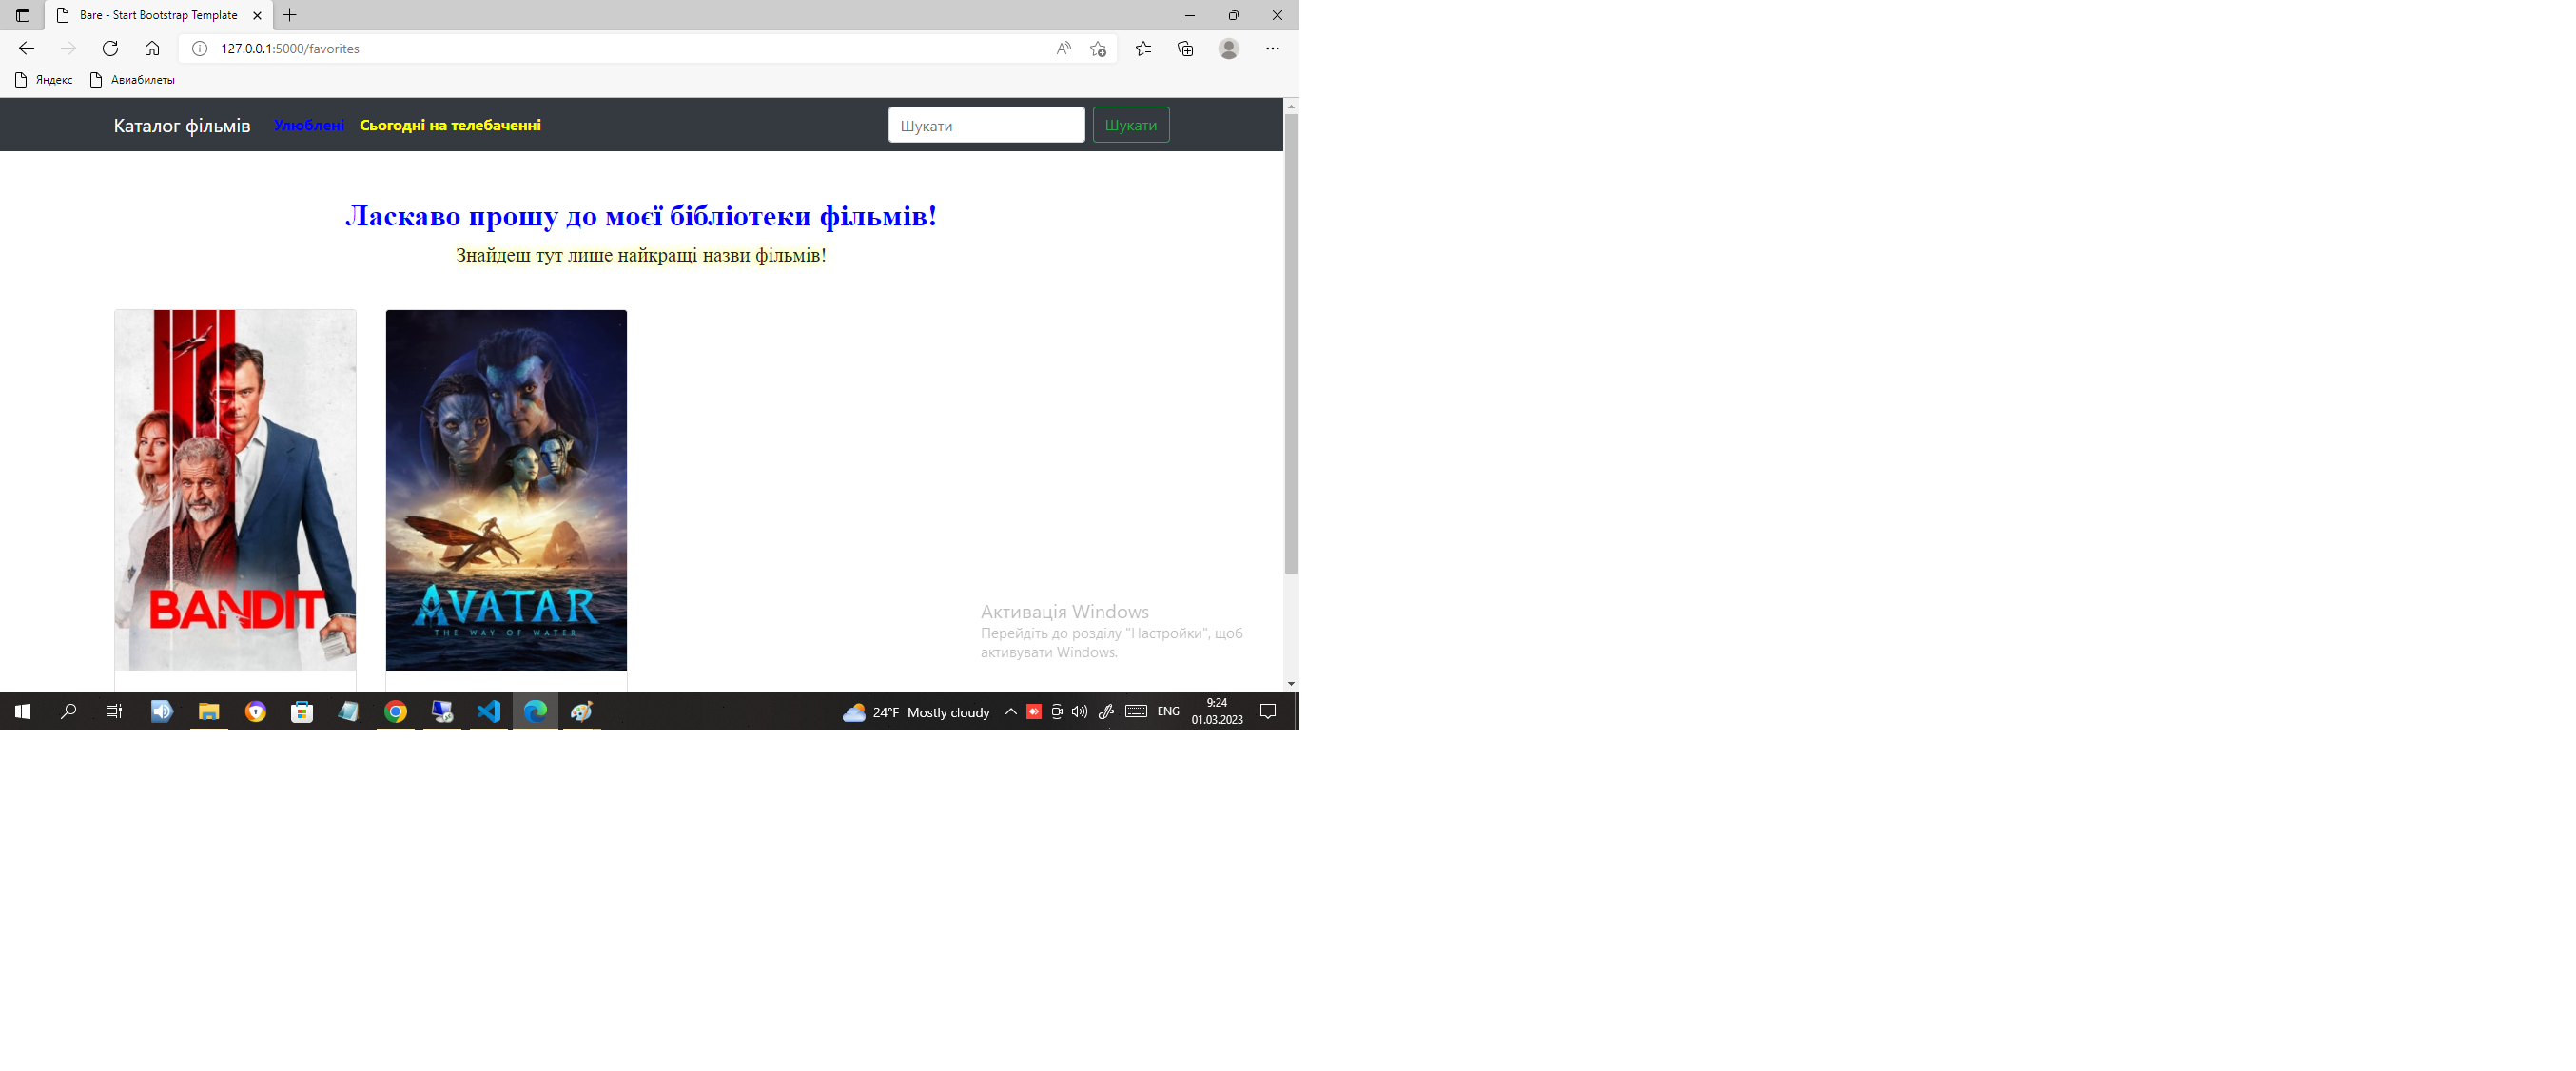 Bare - Start Bootstrap Template
127.0.0.1:5000/favorites
Яндекс Авиабилеты
Каталог фільмів Улюблені Сьогодні на телебаченні Шукати Шукати
Ласкаво прошу до моєї бібліотеки фільмів!
Знайдеш тут лише найкращі назви фільмів!
BANDIT
AVATAR
THE WAY OF WATER
Активація Windows
Перейдіть до розділу "Настройки", щоб
активувати Windows.
24°F Mostly cloudy ENG 9:24
01.03.2023